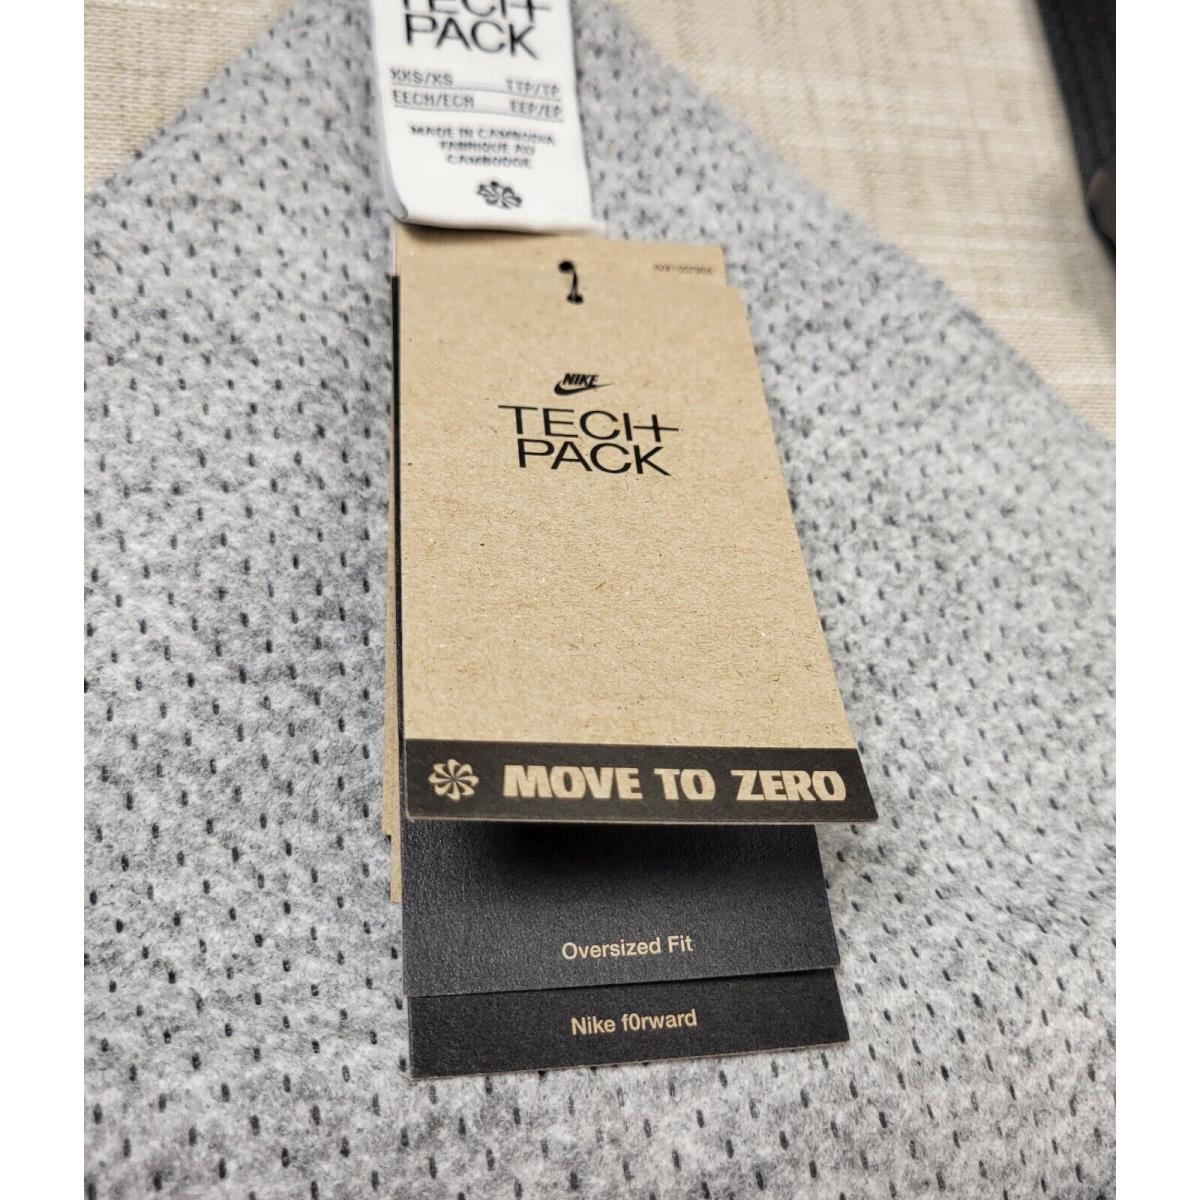 TECH
PACK
XXS/XS TTP/TP
EECH/ECH EEP/EP
MADE IN CAMBODIA
FABRIQUÉ AU
CAMBODGE
NIKE
TECH
PACK
MOVE TO ZERO
Oversized Fit
Nike f0rward